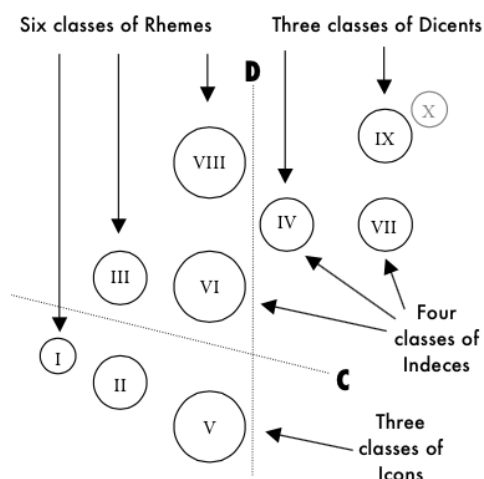 Six classes of Rhemes
Three classes of Dicents
D
X
IX
VIII
IV
VII
III
VI
Four
classes of
Indeces
I
C
II
V
Three
classes of
Icons